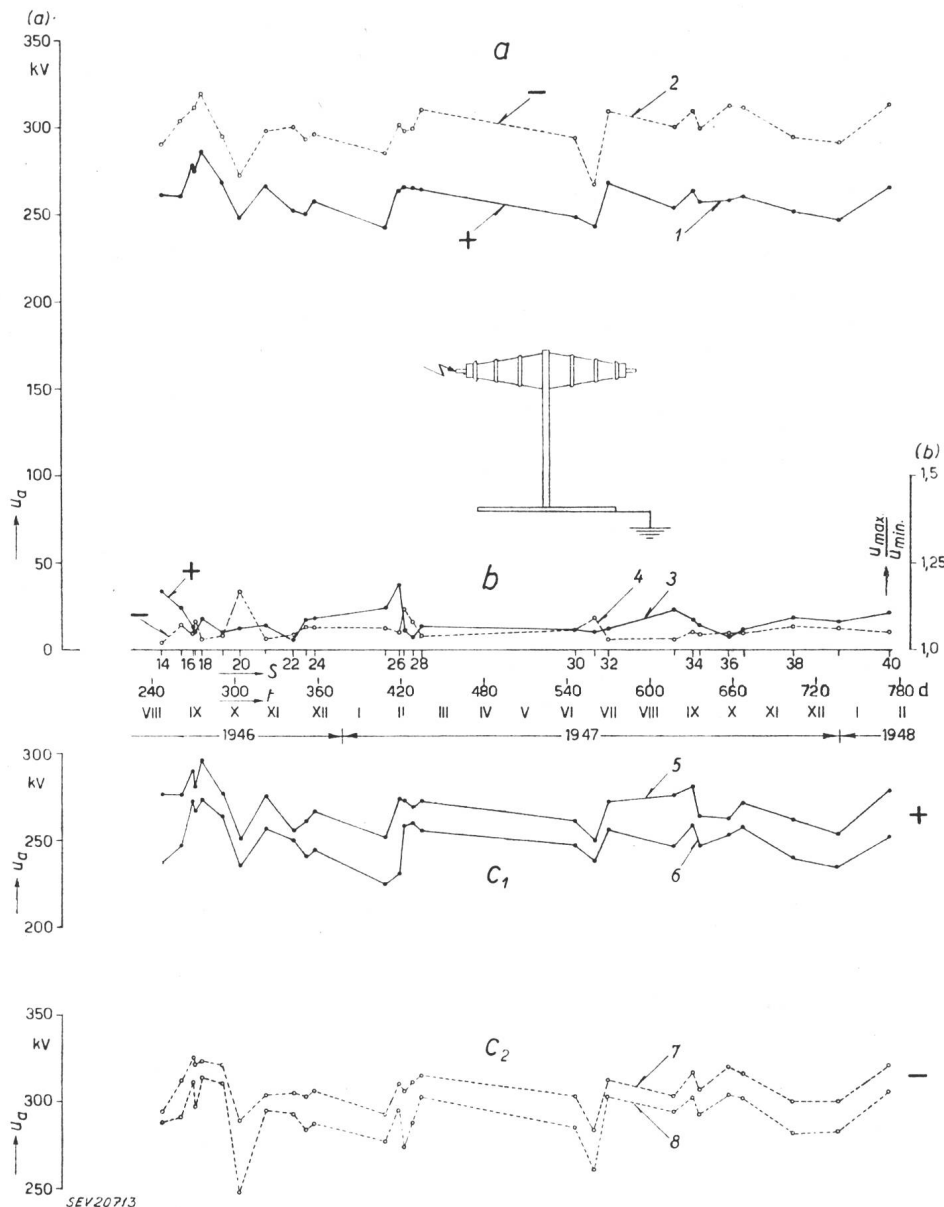 (a)
350
kV
a
−
2
300
250
+
1
200
150
100
(b)
1,5
u_a
u_max.
u_min.
+
b
4
3
50
1,25
−
0
1,0
14 16 18 20 22 24 26 28 30 32 34 36 38 40
S
240 300 360 420 480 540 600 660 720 780 d
t
VIII IX X XI XII I II III IV V VI VII VIII IX X XI XII I II
1946 1947 1948
300
kV
5
+
250
u_a
C₁
6
200
350
kV
C₂
7
−
300
8
u_a
250
SEV20713